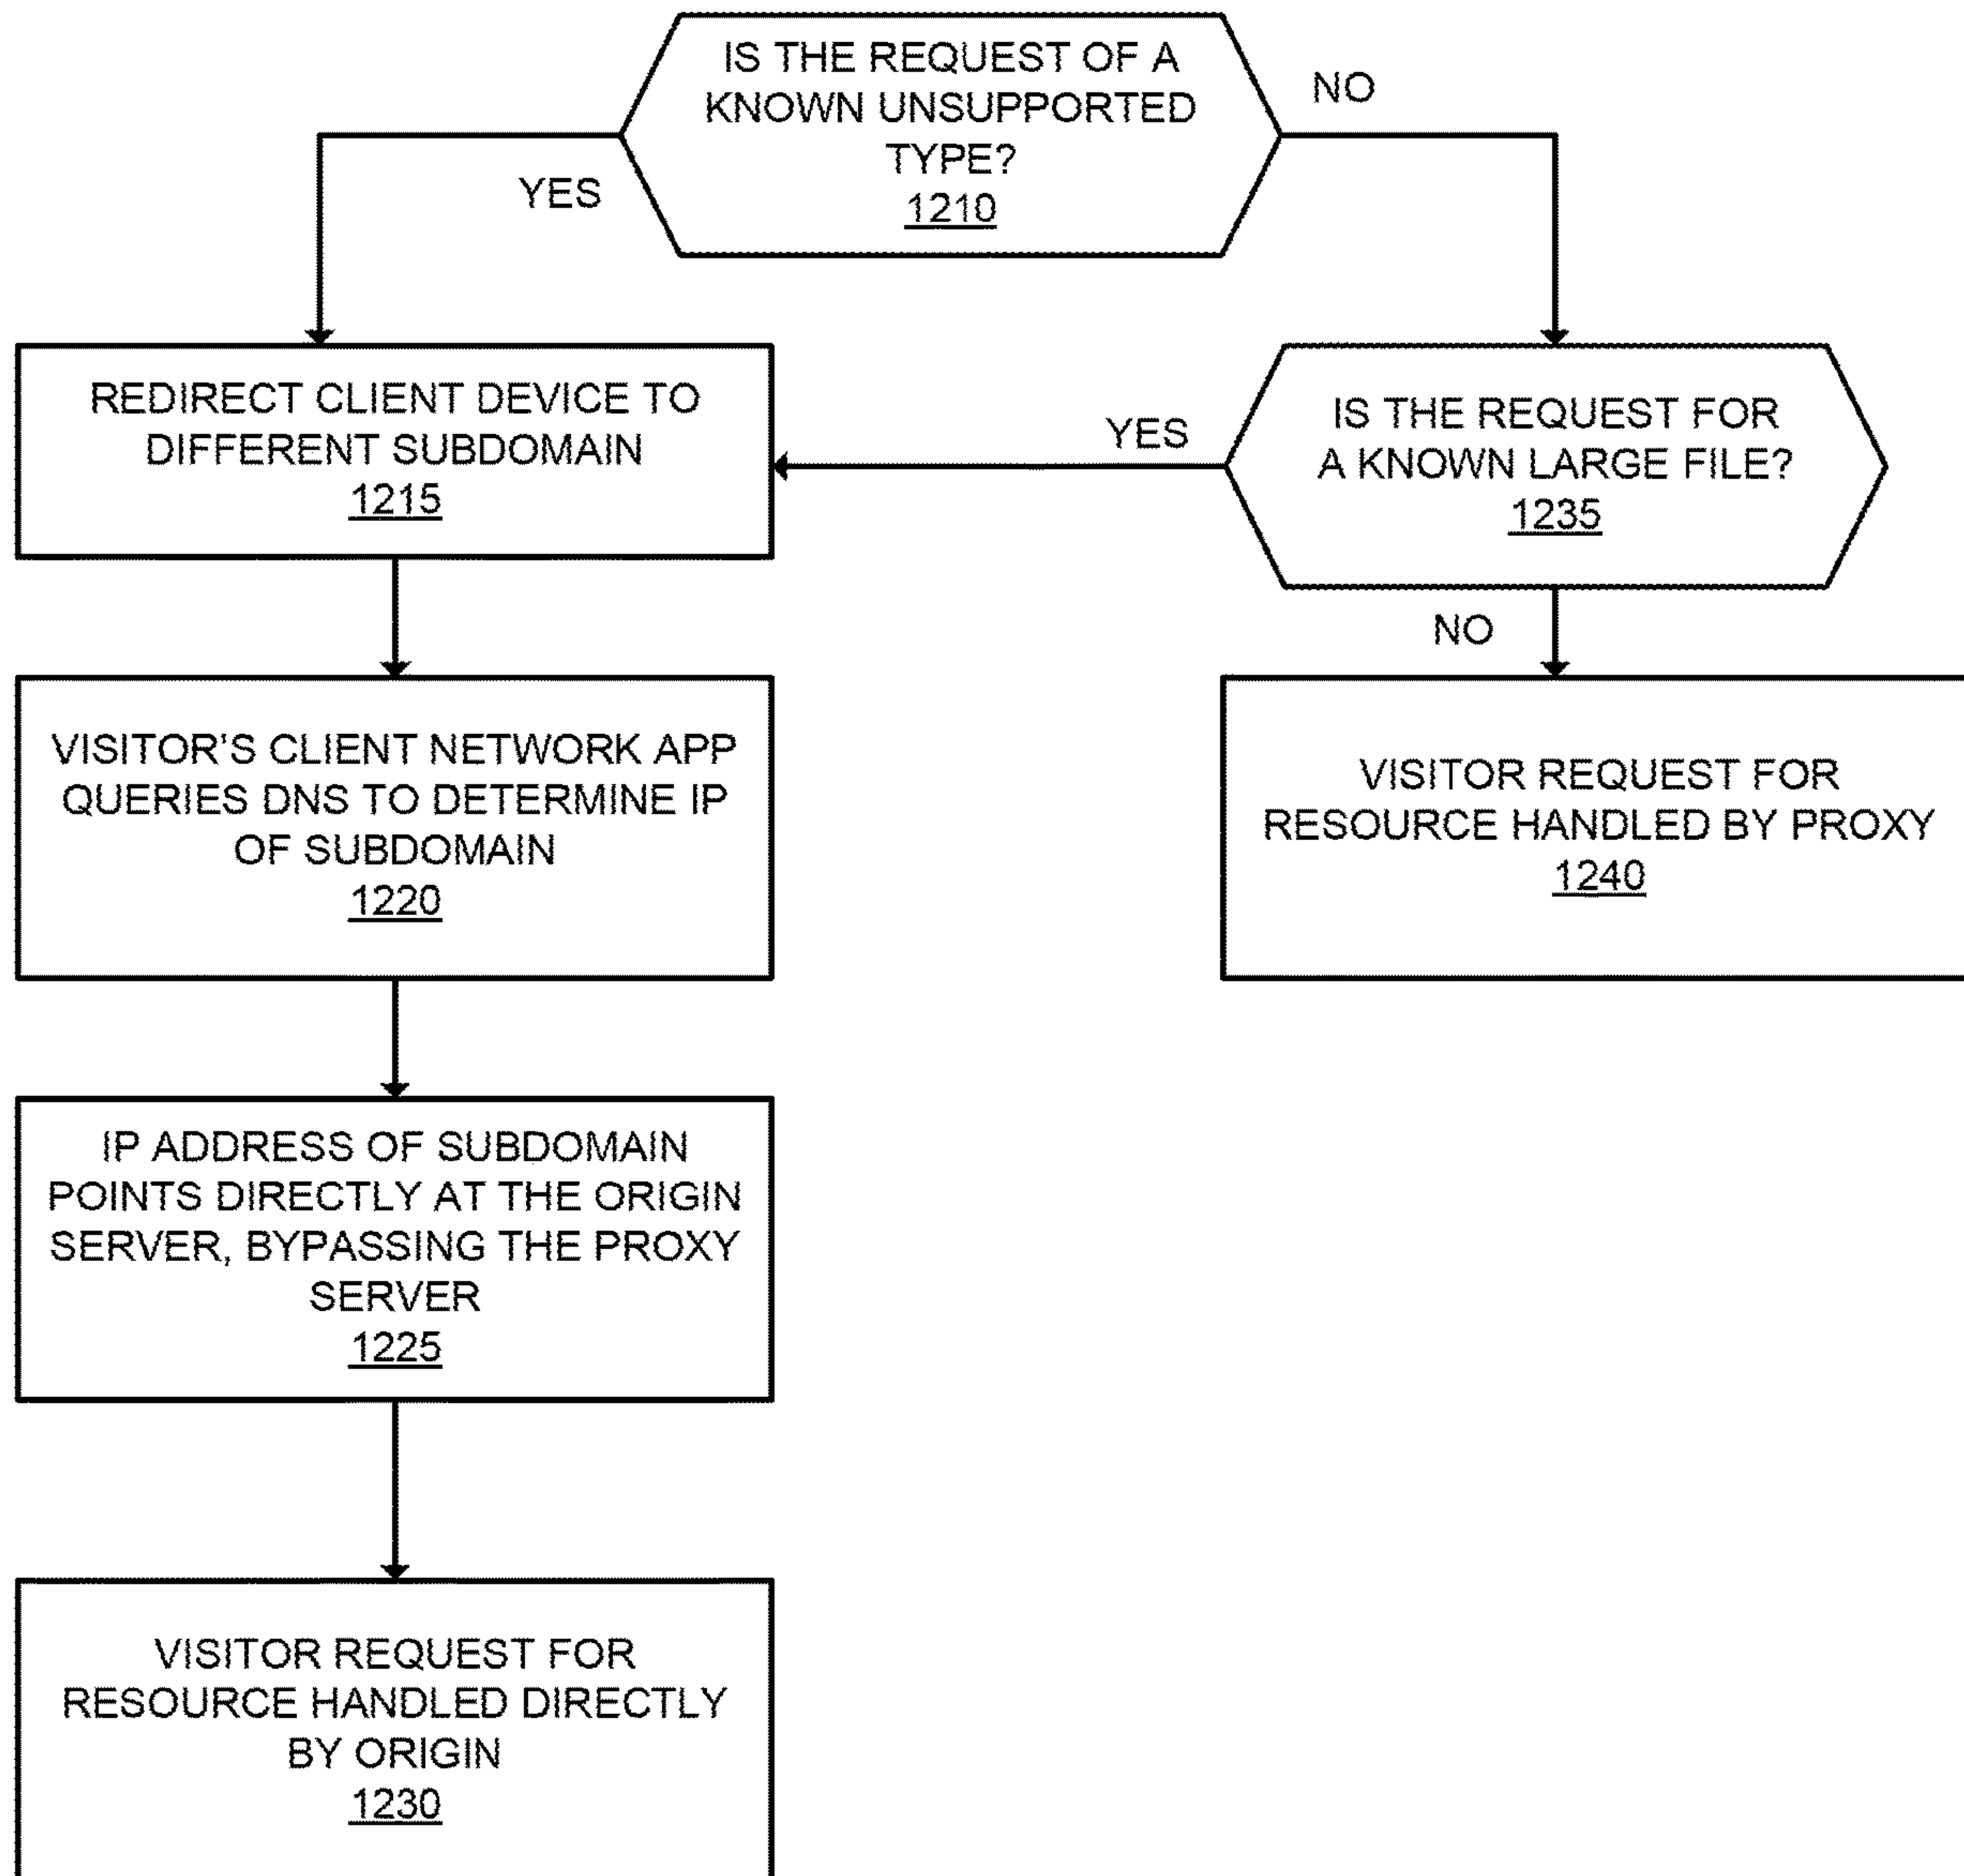 IS THE REQUEST OF A
KNOWN UNSUPPORTED
TYPE?
1210
NO
YES
REDIRECT CLIENT DEVICE TO
DIFFERENT SUBDOMAIN
1215
YES
IS THE REQUEST FOR
A KNOWN LARGE FILE?
1235
NO
VISITOR'S CLIENT NETWORK APP
QUERIES DNS TO DETERMINE IP
OF SUBDOMAIN
1220
VISITOR REQUEST FOR
RESOURCE HANDLED BY PROXY
1240
IP ADDRESS OF SUBDOMAIN
POINTS DIRECTLY AT THE ORIGIN
SERVER, BYPASSING THE PROXY
SERVER
1225
VISITOR REQUEST FOR
RESOURCE HANDLED DIRECTLY
BY ORIGIN
1230